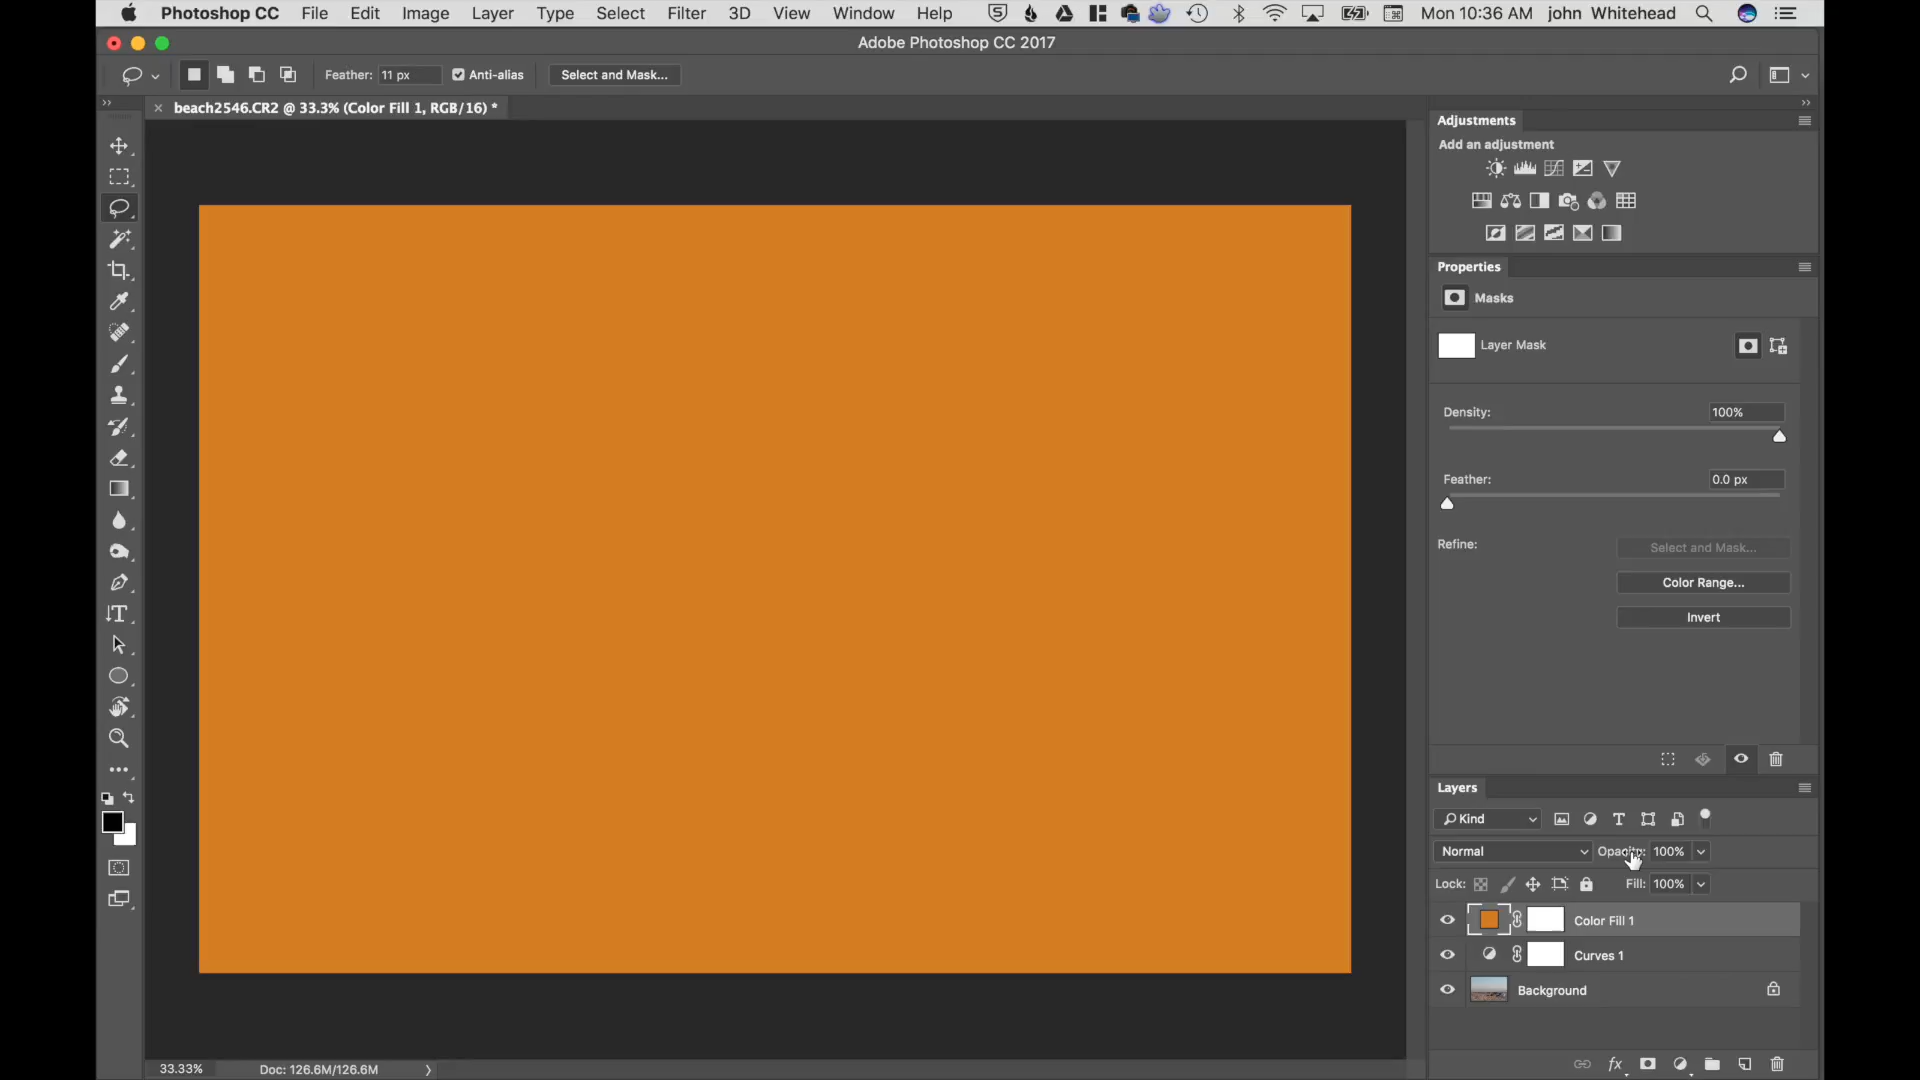 Photoshop CC File Edit Image Layer Type Select Filter 3D View Window Help Mon 10:36 AM john Whitehead
Adobe Photoshop CC 2017
Feather: 11 px Anti-alias Select and Mask...
beach2546.CR2 @ 33.3% (Color Fill 1, RGB/16) *
Adjustments
Add an adjustment
Properties
Masks
Layer Mask
Density: 100%
Feather: 0.0 px
Refine: Select and Mask...
Color Range...
Invert
Layers
Kind
Normal Opacity: 100%
Lock: Fill: 100%
Color Fill 1
Curves 1
Background
33.33% Doc: 126.6M/126.6M
fx